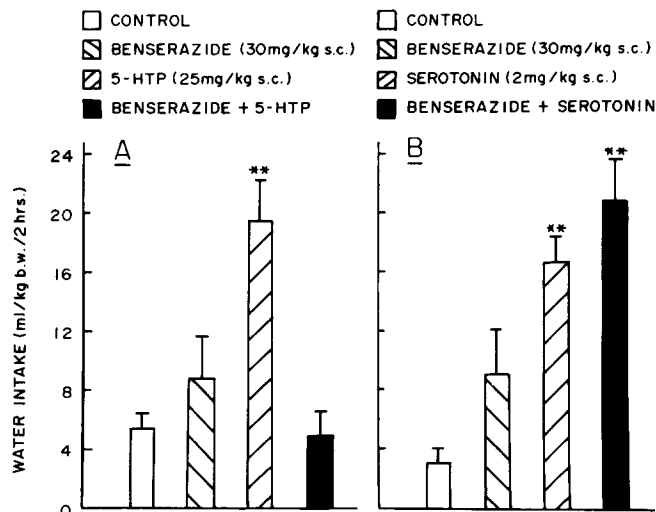 CONTROL
BENSERAZIDE (30mg/kg s.c.)
5-HTP (25mg/kg s.c.)
BENSERAZIDE + 5-HTP
CONTROL
BENSERAZIDE (30mg/kg s.c.)
SEROTONIN (2mg/kg s.c.)
BENSERAZIDE + SEROTONIN
WATER INTAKE (ml/kg b.w./2 hrs.)
24
20
16
12
8
4
0
A
**
B
**
**